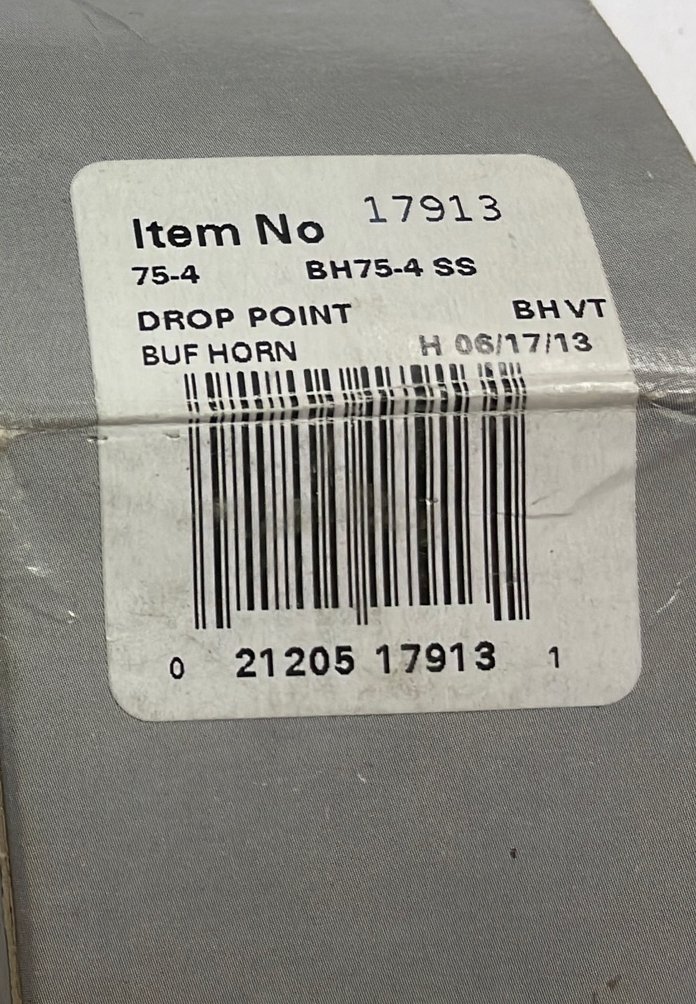 Item No 17913
75-4 BH75-4 SS
DROP POINT BH VT
BUF HORN H 06/17/13
0 21205 17913 1